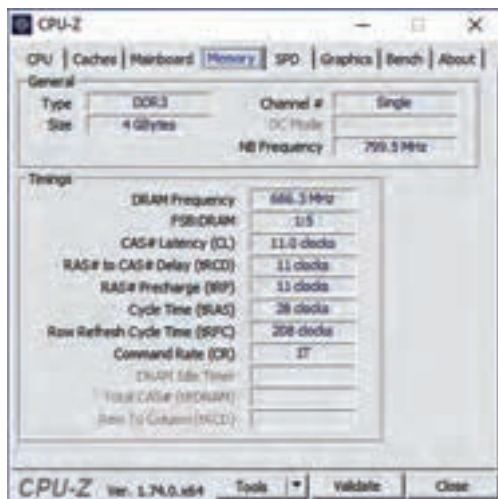 CPU-Z
CPU Caches Mainboard Memory SPD Graphics Bench About
General
Type DDR3 Channel # Single
Size 4 GBytes DC Mode
NB Frequency 799.5 MHz
Timings
DRAM Frequency MHz
FSB:DRAM 1:5
CAS# Latency (CL) 11.0 clocks
RAS# to CAS# Delay (tRCD) 11 clocks
RAS# Precharge (tRP) 11 clocks
Cycle Time (tRAS) 28 clocks
Row Refresh Cycle Time (tRFC) 208 clocks
Command Rate (CR) 1T
DRAM Idle Timer
Total CAS# (tRDRAM)
Row To Column (tRCD)
CPU-Z Ver. 1.74.0.x64 Tools Validate Close